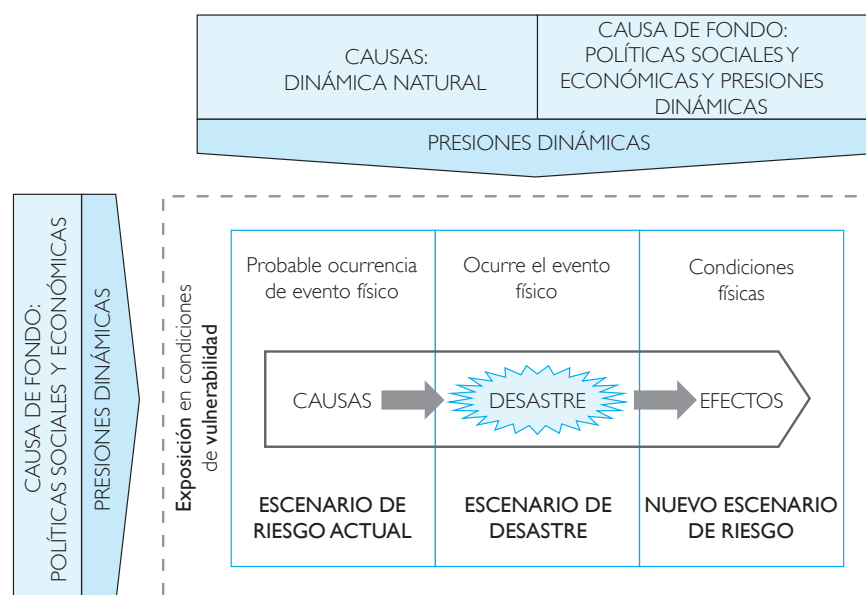 CAUSAS:
DINÁMICA NATURAL
CAUSA DE FONDO:
POLÍTICAS SOCIALES Y
ECONÓMICAS Y PRESIONES
DINÁMICAS
PRESIONES DINÁMICAS
CAUSA DE FONDO:
POLÍTICAS SOCIALES Y ECONÓMICAS
PRESIONES DINÁMICAS
Exposición en condiciones
de vulnerabilidad
Probable ocurrencia
de evento físico
Ocurre el evento
físico
Condiciones
físicas
CAUSAS
DESASTRE
EFECTOS
ESCENARIO DE
RIESGO ACTUAL
ESCENARIO DE
DESASTRE
NUEVO ESCENARIO
DE RIESGO